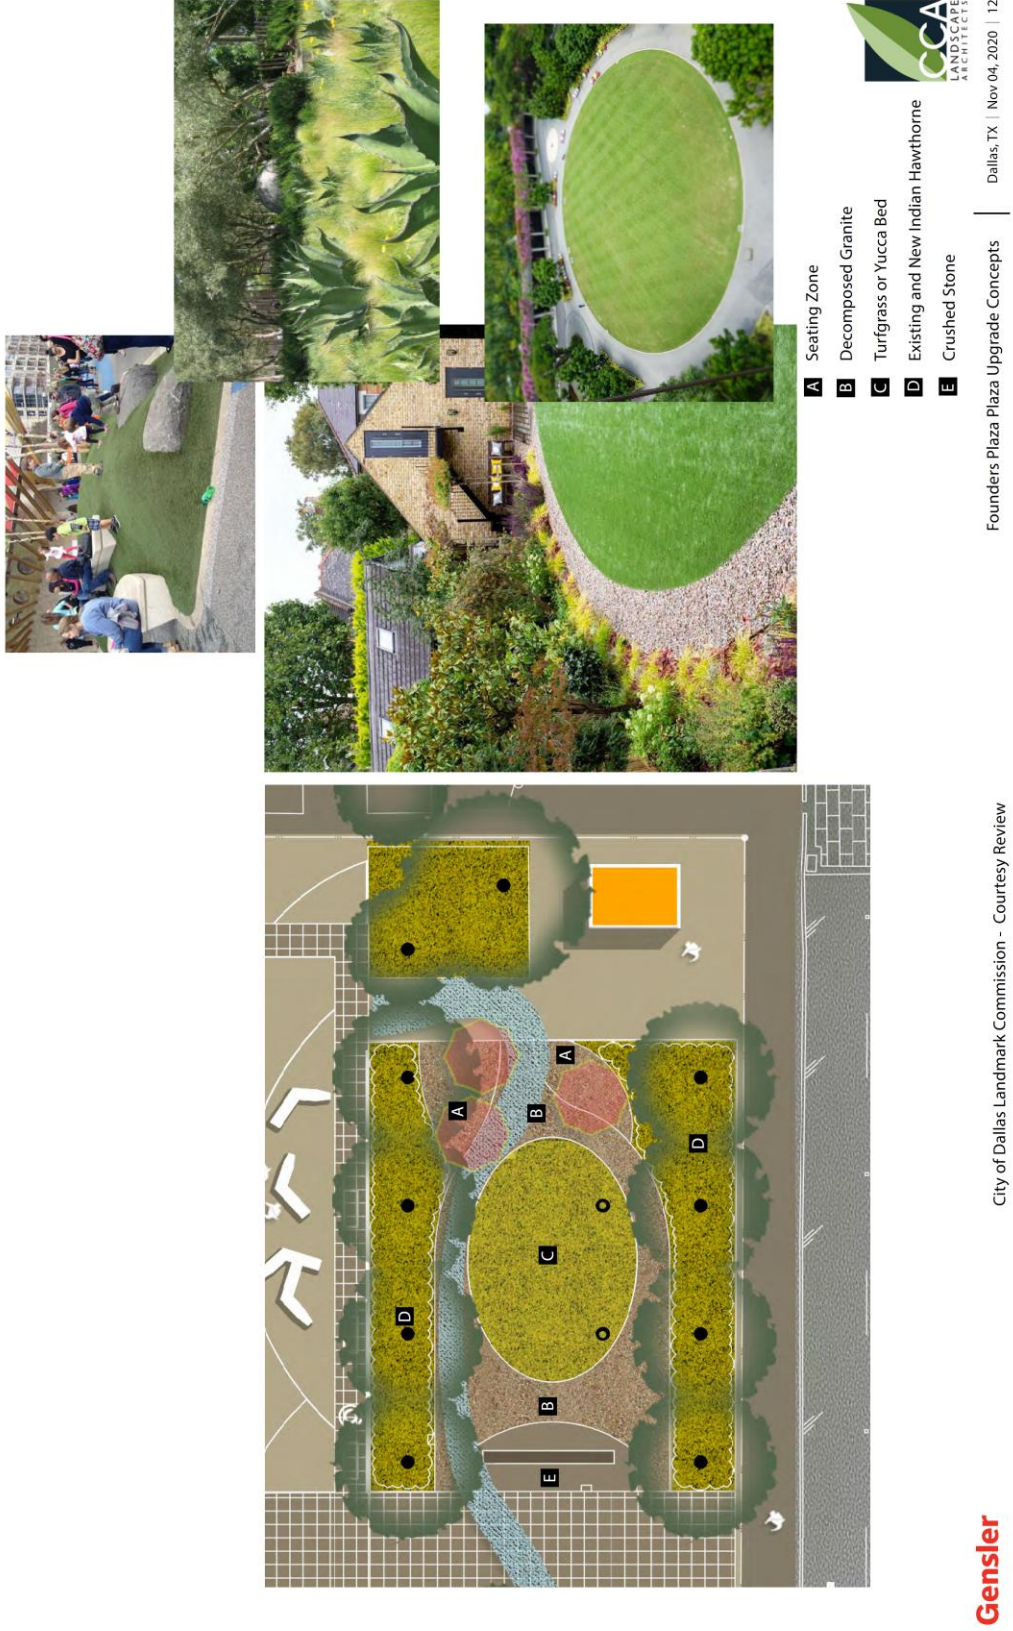 A
A
B
C
D
D
B
E
A Seating Zone
B Decomposed Granite
C Turfgrass or Yucca Bed
D Existing and New Indian Hawthorne
E Crushed Stone
CCA
LANDSCAPE
ARCHITECTS
Gensler
City of Dallas Landmark Commission - Courtesy Review
Founders Plaza Plaza Upgrade Concepts
Dallas, TX | Nov 04, 2020 | 12